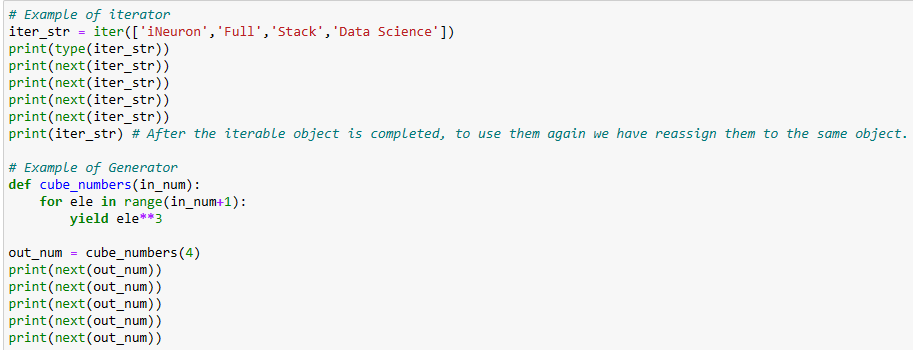 # Example of iterator
iter_str = iter(['iNeuron','Full','Stack','Data Science'])
print(type(iter_str))
print(next(iter_str))
print(next(iter_str))
print(next(iter_str))
print(next(iter_str))
print(iter_str) # After the iterable object is completed, to use them again we have reassign them to the same object.

# Example of Generator
def cube_numbers(in_num):
    for ele in range(in_num+1):
        yield ele**3

out_num = cube_numbers(4)
print(next(out_num))
print(next(out_num))
print(next(out_num))
print(next(out_num))
print(next(out_num))